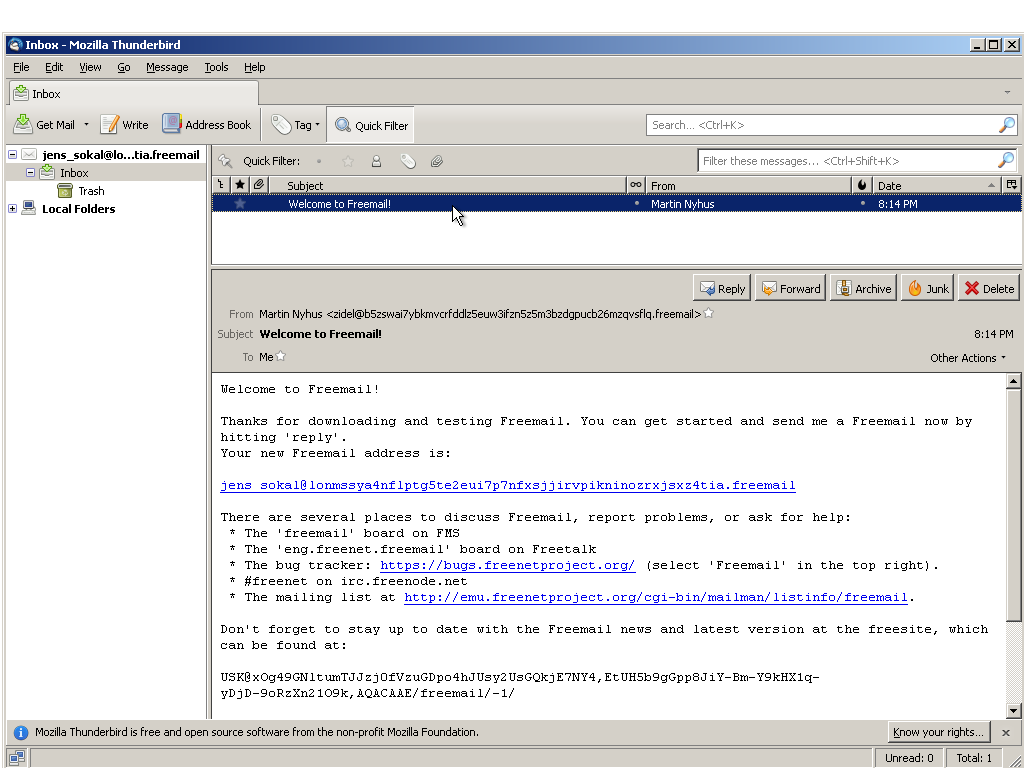 Inbox - Mozilla Thunderbird
File Edit View Go Message Tools Help
Inbox
Get Mail Write Address Book Tag Quick Filter Search... <Ctrl+K>
jens_sokal@lo...tia.freemail
Inbox
Trash
Local Folders
Quick Filter: Filter these messages... <Ctrl+Shift+K>
Subject From Date
Welcome to Freemail! Martin Nyhus 8:14 PM
Reply Forward Archive Junk Delete
From Martin Nyhus <zidel@b5zswai7ybkmvcrfddlz5euw3ifzn5z5m3bzdgpucb26mzqvsflq.freemail>
Subject Welcome to Freemail! 8:14 PM
To Me Other Actions
Welcome to Freemail!
Thanks for downloading and testing Freemail. You can get started and send me a Freemail now by
hitting 'reply'.
Your new Freemail address is:
jens_sokal@lonmssya4nflptg5te2eui7p7nfxsjjirvpikninozrxjsxz4tia.freemail
There are several places to discuss Freemail, report problems, or ask for help:
* The 'freemail' board on FMS
* The 'eng.freenet.freemail' board on Freetalk
* The bug tracker: https://bugs.freenetproject.org/ (select 'Freemail' in the top right).
* #freenet on irc.freenode.net
* The mailing list at http://emu.freenetproject.org/cgi-bin/mailman/listinfo/freemail.
Don't forget to stay up to date with the Freemail news and latest version at the freesite, which
can be found at:
USK@xOg49GNltumTJJzj0fVzuGDpo4hJUsy2UsGQkjE7NY4,EtUH5b9gGpp8JiY-Bm-Y9kHX1q-
yDjD-9oRzXn21O9k,AQACAAE/freemail/-1/
Mozilla Thunderbird is free and open source software from the non-profit Mozilla Foundation. Know your rights...
Unread: 0 Total: 1